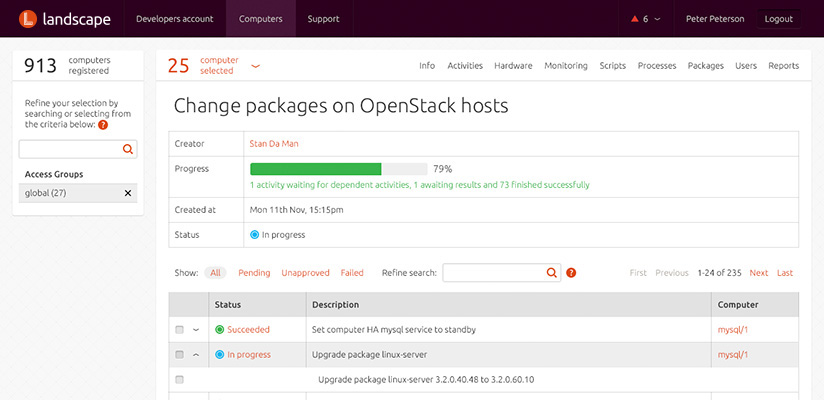 landscape Developers account Computers Support 6 Peter Peterson Logout
913 computers registered
25 computer selected
Info Activities Hardware Monitoring Scripts Processes Packages Users Reports
Refine your selection by
searching or selecting from
the criteria below: ?
Access Groups
global (27)
Change packages on OpenStack hosts
Creator Stan Da Man
Progress 79%
1 activity waiting for dependent activities, 1 awaiting results and 73 finished successfully
Created at Mon 11th Nov, 15:15pm
Status In progress
Show: All Pending Unapproved Failed Refine search: ? First Previous 1-24 of 235 Next Last
Status Description Computer
Succeeded Set computer HA mysql service to standby mysql/1
In progress Upgrade package linux-server mysql/1
Upgrade package linux-server 3.2.0.40.48 to 3.2.0.60.10